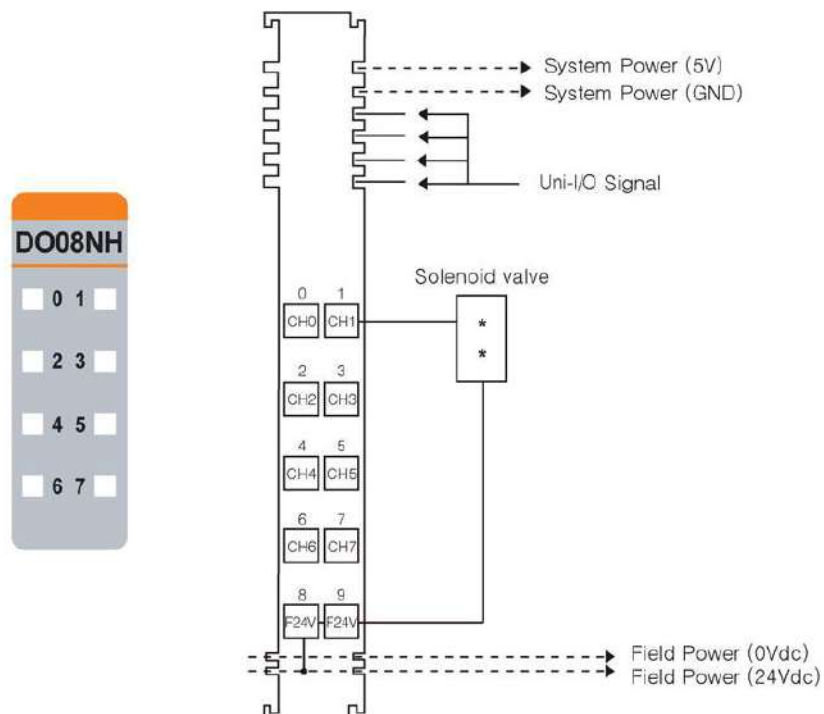 System Power (5V)
System Power (GND)
Uni-I/O Signal
DO08NH
0 1
2 3
4 5
6 7
Solenoid valve
*
*
0 1
CH0 CH1
2 3
CH2 CH3
4 5
CH4 CH5
6 7
CH6 CH7
8 9
F24V F24V
Field Power (0Vdc)
Field Power (24Vdc)